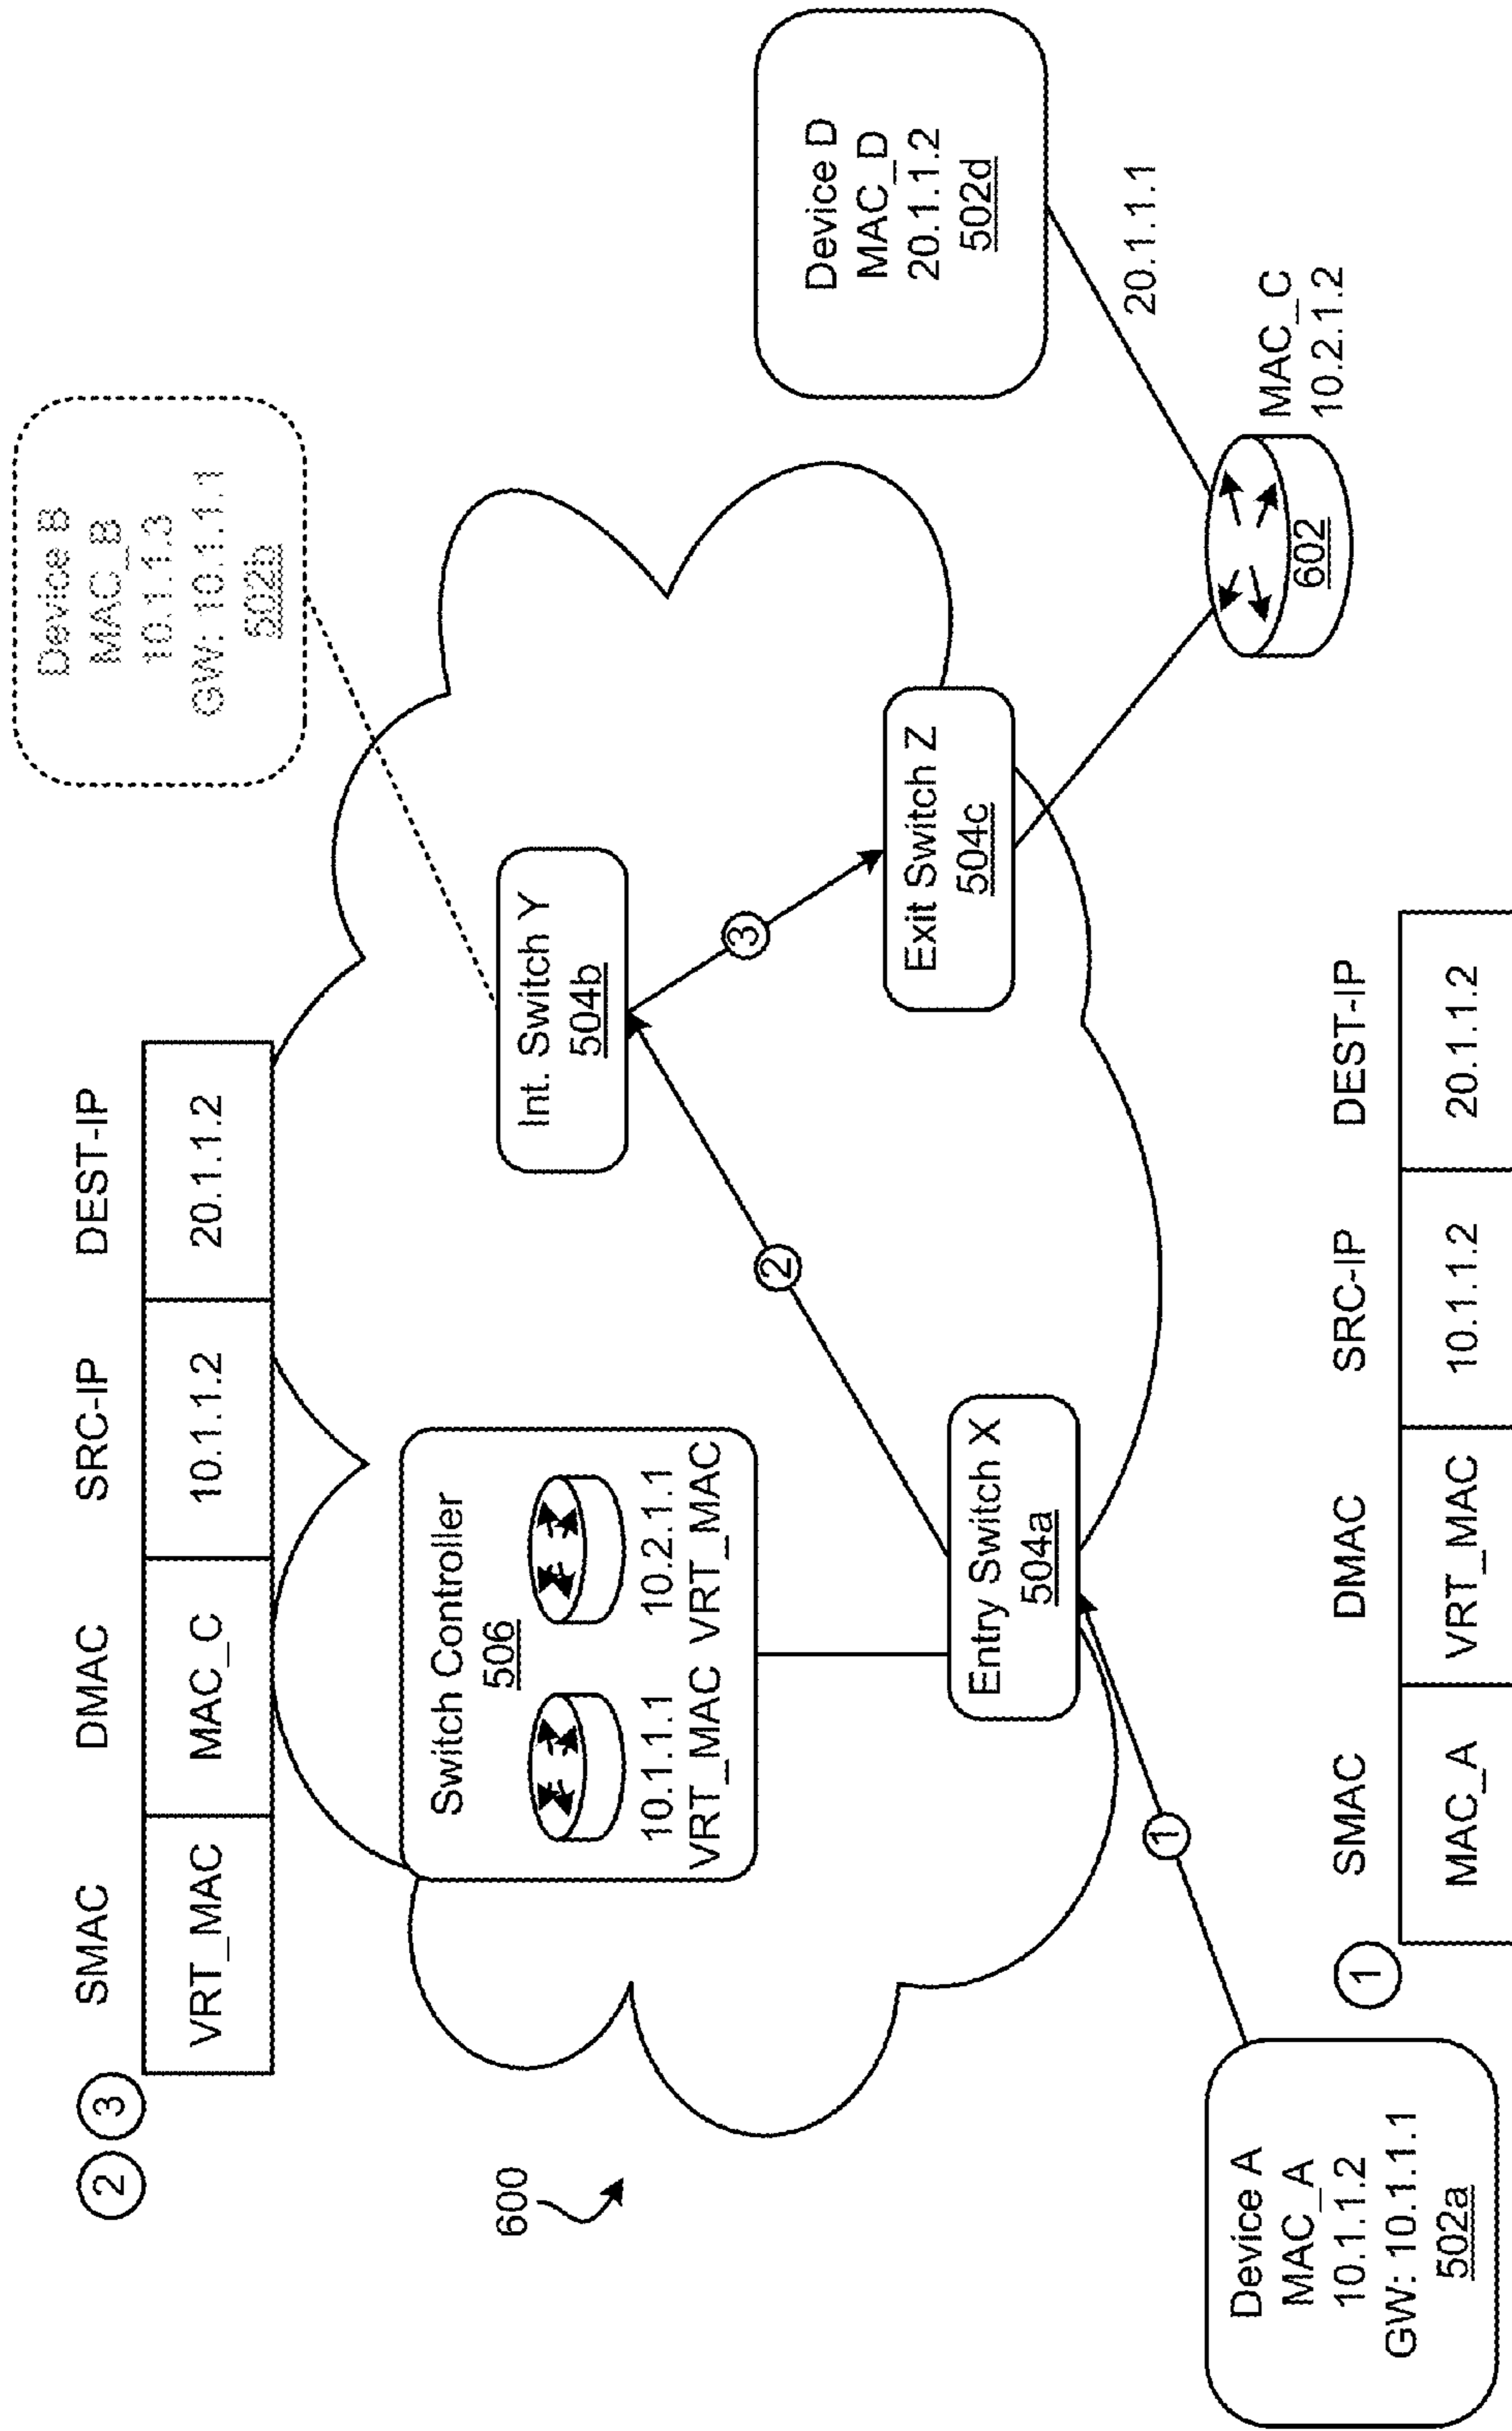 ② ③
SMAC DMAC SRC-IP DEST-IP
VRT_MAC MAC_C 10.1.1.2 20.1.1.2
Device B
MAC_B
10.1.1.3
GW: 10.1.1.1
502b
600
Switch Controller
506
10.1.1.1 10.2.1.1
VRT_MAC VRT_MAC
Int. Switch Y
504b
②
③
Entry Switch X
504a
Exit Switch Z
504c
Device D
MAC_D
20.1.1.2
502d
20.1.1.1
①
602
MAC_C
10.2.1.2
Device A
MAC_A
10.1.1.2
GW: 10.1.1.1
502a
①
SMAC DMAC SRC-IP DEST-IP
MAC_A VRT_MAC 10.1.1.2 20.1.1.2